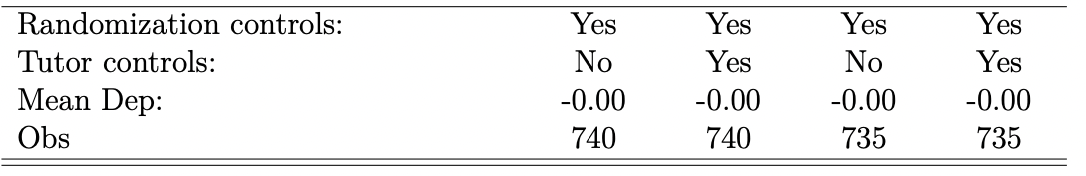 Randomization controls: Yes Yes Yes Yes
Tutor controls: No Yes No Yes
Mean Dep: -0.00 -0.00 -0.00 -0.00
Obs 740 740 735 735